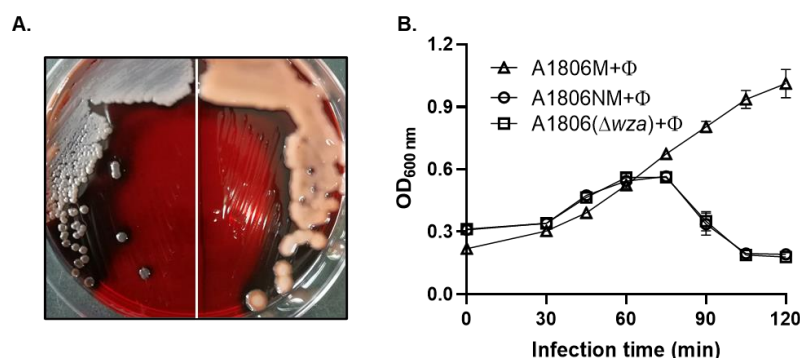 A.
B.
1.2
0.9
0.6
0.3
0.0
OD600 nm
A1806M+Φ
A1806NM+Φ
A1806(Δwza)+Φ
0 30 60 90 120
Infection time (min)